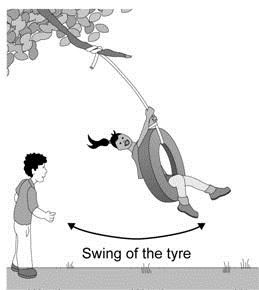 Swing of the tyre